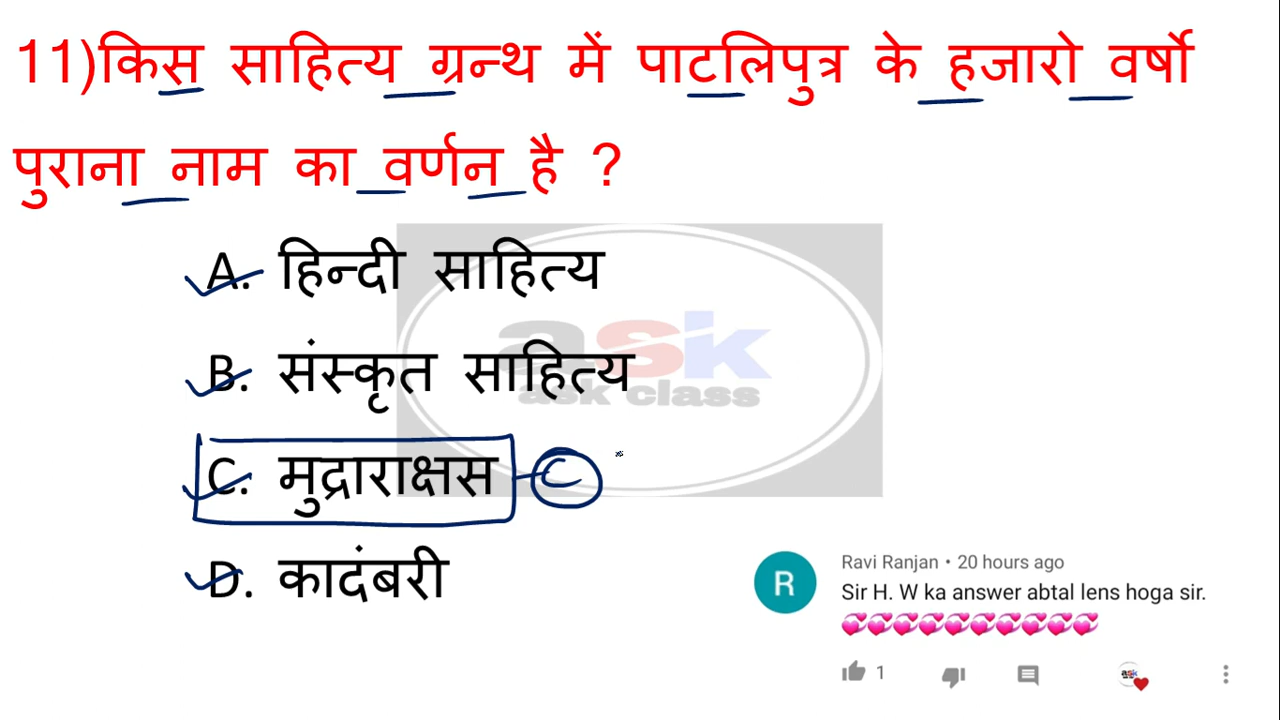 11)किस साहित्य ग्रन्थ में पाटलिपुत्र के हजारो वर्षो
पुराना नाम का वर्णन है ?
A. हिन्दी साहित्य
B. संस्कृत साहित्य
C. मुद्राराक्षस C
D. कादंबरी
ask
ask class
Ravi Ranjan • 20 hours ago
R
Sir H. W ka answer abtal lens hoga sir.
💞💞💞💞💞💞💞💞💞💞
1
ask